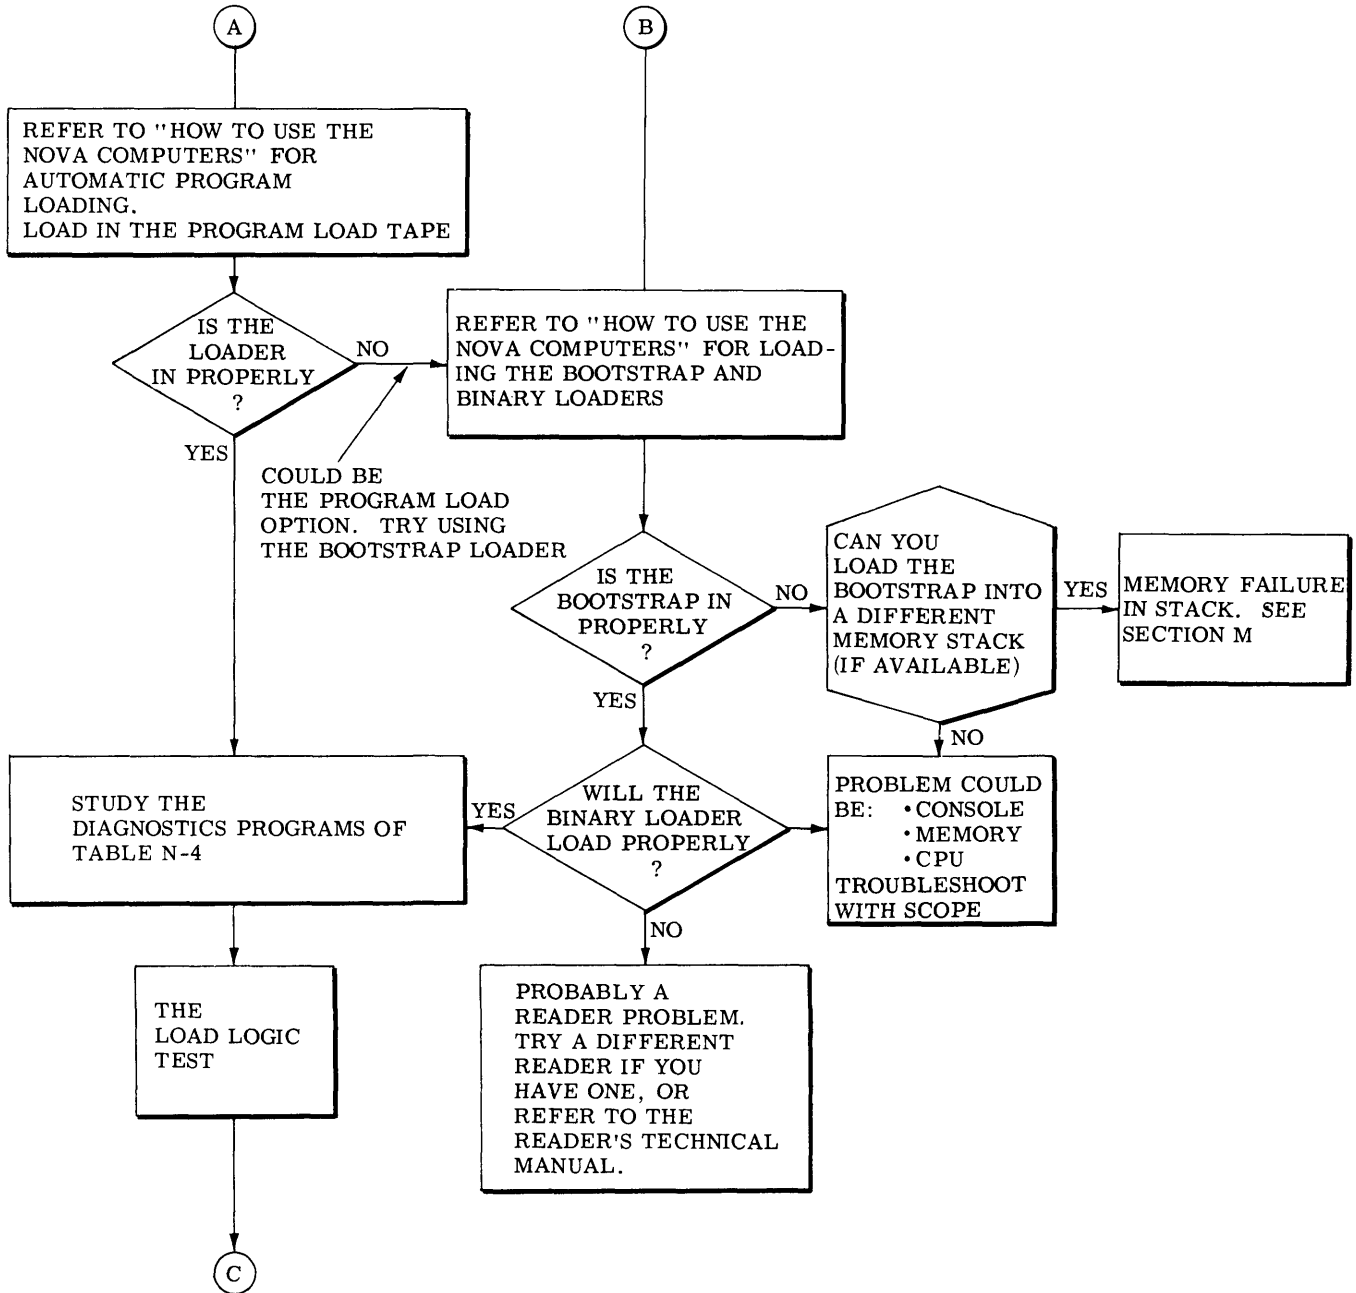 A
B
REFER TO "HOW TO USE THE
NOVA COMPUTERS" FOR
AUTOMATIC PROGRAM
LOADING.
LOAD IN THE PROGRAM LOAD TAPE
IS THE
LOADER
IN PROPERLY
?
NO
YES
COULD BE
THE PROGRAM LOAD
OPTION. TRY USING
THE BOOTSTRAP LOADER
REFER TO "HOW TO USE THE
NOVA COMPUTERS" FOR LOAD-
ING THE BOOTSTRAP AND
BINARY LOADERS
IS THE
BOOTSTRAP IN
PROPERLY
?
NO
YES
CAN YOU
LOAD THE
BOOTSTRAP INTO
A DIFFERENT
MEMORY STACK
(IF AVAILABLE)
YES
NO
MEMORY FAILURE
IN STACK. SEE
SECTION M
WILL THE
BINARY LOADER
LOAD PROPERLY
?
YES
NO
PROBLEM COULD
BE: • CONSOLE
• MEMORY
• CPU
TROUBLESHOOT
WITH SCOPE
STUDY THE
DIAGNOSTICS PROGRAMS OF
TABLE N-4
THE
LOAD LOGIC
TEST
PROBABLY A
READER PROBLEM.
TRY A DIFFERENT
READER IF YOU
HAVE ONE, OR
REFER TO THE
READER'S TECHNICAL
MANUAL.
C